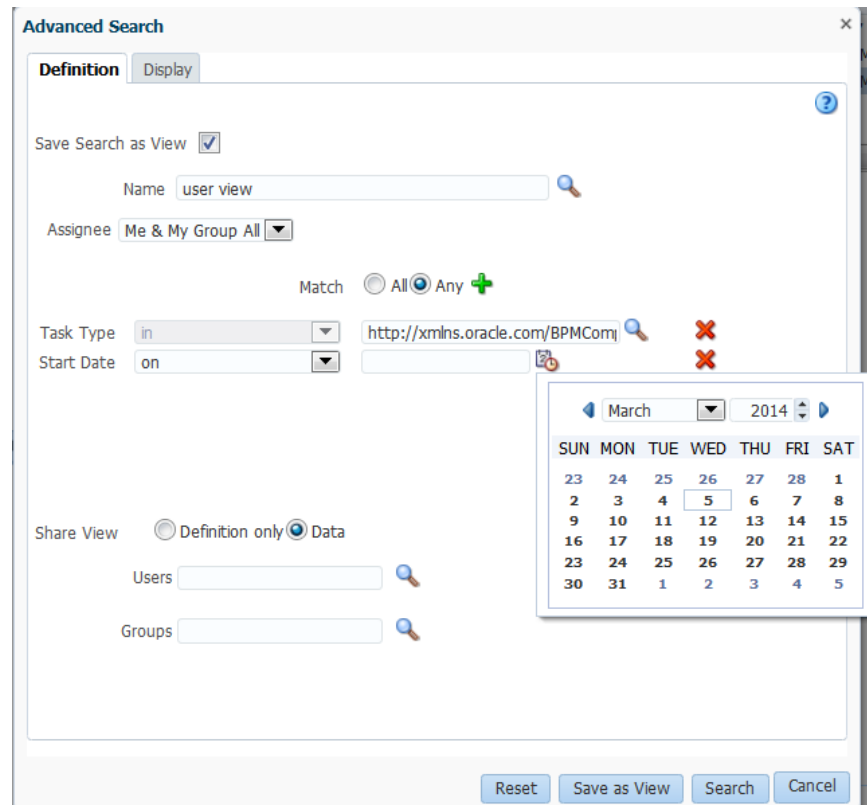 Advanced Search
Definition Display
Save Search as View
Name user view
Assignee Me & My Group All
Match All Any
Task Type in http://xmlns.oracle.com/BPMCom
Start Date on
March 2014
SUN MON TUE WED THU FRI SAT
23 24 25 26 27 28 1
2 3 4 5 6 7 8
9 10 11 12 13 14 15
16 17 18 19 20 21 22
23 24 25 26 27 28 29
30 31 1 2 3 4 5
Share View Definition only Data
Users
Groups
Reset Save as View Search Cancel